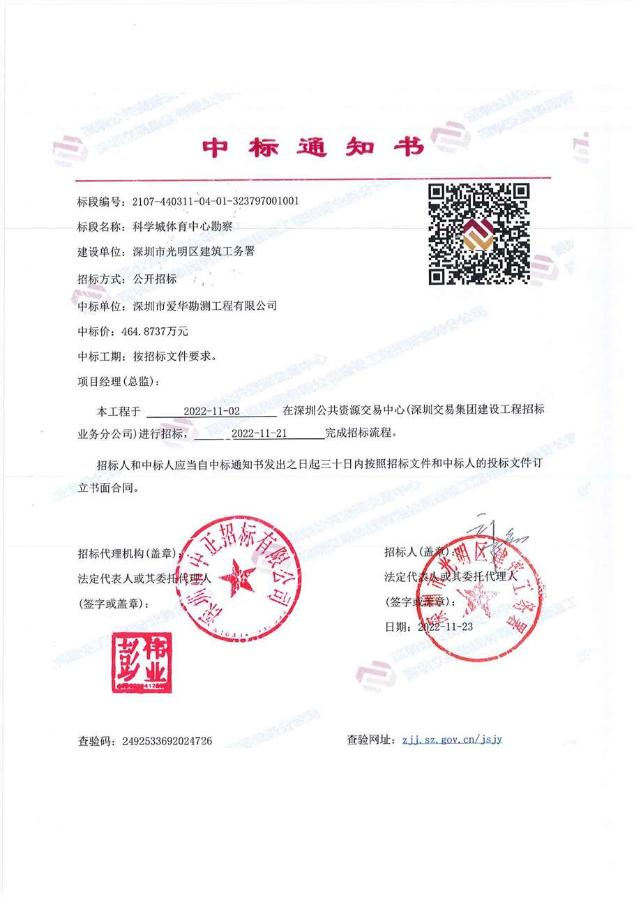 中标通知书
标段编号：2107-440311-04-01-323797001001
标段名称：科学城体育中心勘察
建设单位：深圳市光明区建筑工务署
招标方式：公开招标
中标单位：深圳市爱华勘测工程有限公司
中标价：464.8737万元
中标工期：按招标文件要求。
项目经理(总监)：
本工程于 2022-11-02 在深圳公共资源交易中心(深圳交易集团建设工程招标
业务分公司)进行招标，2022-11-21 完成招标流程。
招标人和中标人应当自中标通知书发出之日起三十日内按照招标文件和中标人的投标文件订
立书面合同。
招标代理机构(盖章)：
法定代表人或其委托代理人
(签字或盖章)：
招标人(盖章)：
法定代表人或其委托代理人
(签字或盖章)：
日期：2022-11-23
深圳市中正招标有限公司
深圳市光明区建筑工务署
查验码：2492533692024726
查验网址：zjj.sz.gov.cn/jsjy